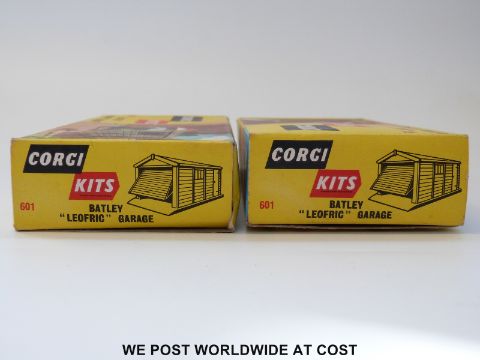 CORGI
KITS
601
BATLEY
"LEOFRIC" GARAGE
CORGI
KITS
601
BATLEY
"LEOFRIC" GARAGE
WE POST WORLDWIDE AT COST